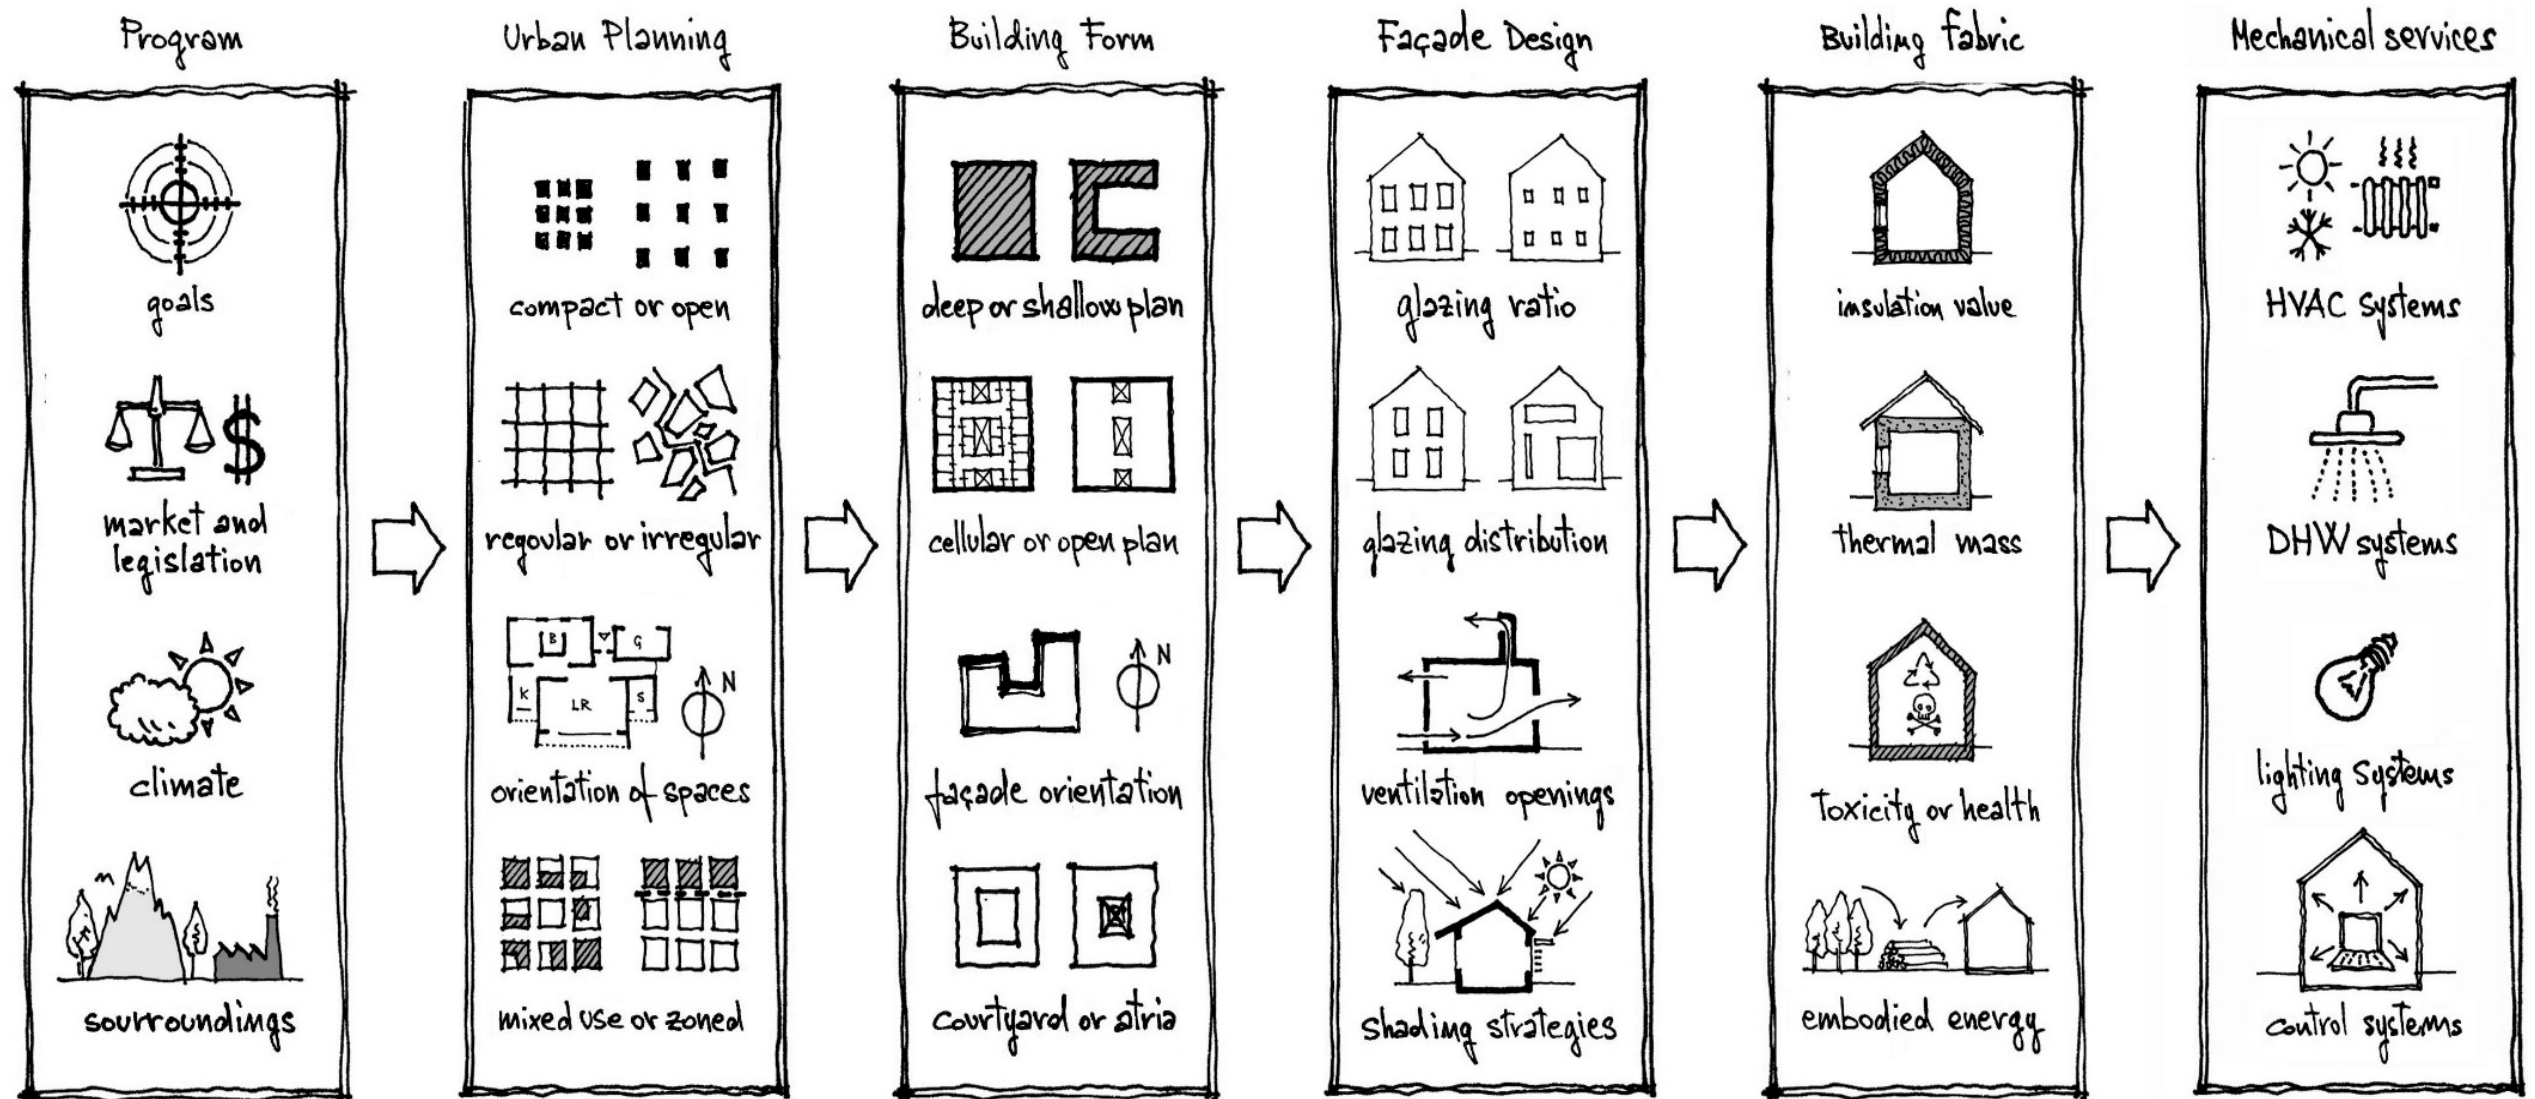 Program
goals
market and
legislation
climate
sourroundings
Urban Planning
compact or open
regoular or irregular
B
G
K
LR
S
N
orientation of spaces
mixed use or zoned
Building Form
deep or shallow plan
cellular or open plan
N
façade orientation
courtyard or atria
Façade Design
glazing ratio
glazing distribution
ventilation openings
shading strategies
Building fabric
insulation value
thermal mass
toxicity or health
embodied energy
Mechanical services
HVAC systems
DHW systems
lighting systems
control systems